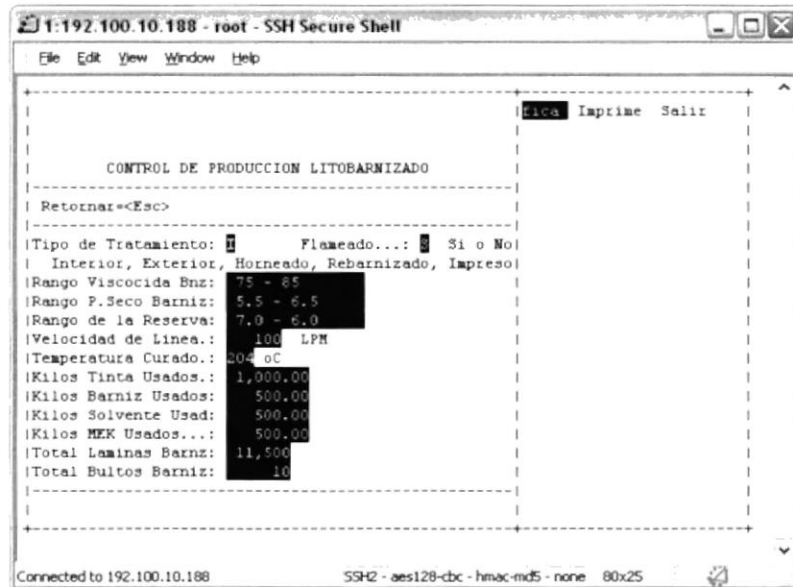 1:192.100.10.188 - root - SSH Secure Shell
File Edit View Window Help
fica Imprime Salir
CONTROL DE PRODUCCION LITOBARNIZADO
Retornar=<Esc>
Tipo de Tratamiento: I Flameado...: S Si o No
Interior, Exterior, Horneado, Rebarnizado, Impreso
Rango Viscocida Bnz: 75 - 85
Rango P.Seco Barniz: 5.5 - 6.5
Rango de la Reserva: 7.0 - 6.0
Velocidad de Linea.: 100 LPM
Temperatura Curado.: 204 oC
Kilos Tinta Usados.: 1,000.00
Kilos Barniz Usados: 500.00
Kilos Solvente Usad: 500.00
Kilos MEK Usados...: 500.00
Total Laminas Barnz: 11,500
Total Bultos Barniz: 10
Connected to 192.100.10.188 SSH2 - aes128-cbc - hmac-md5 - none 80x25